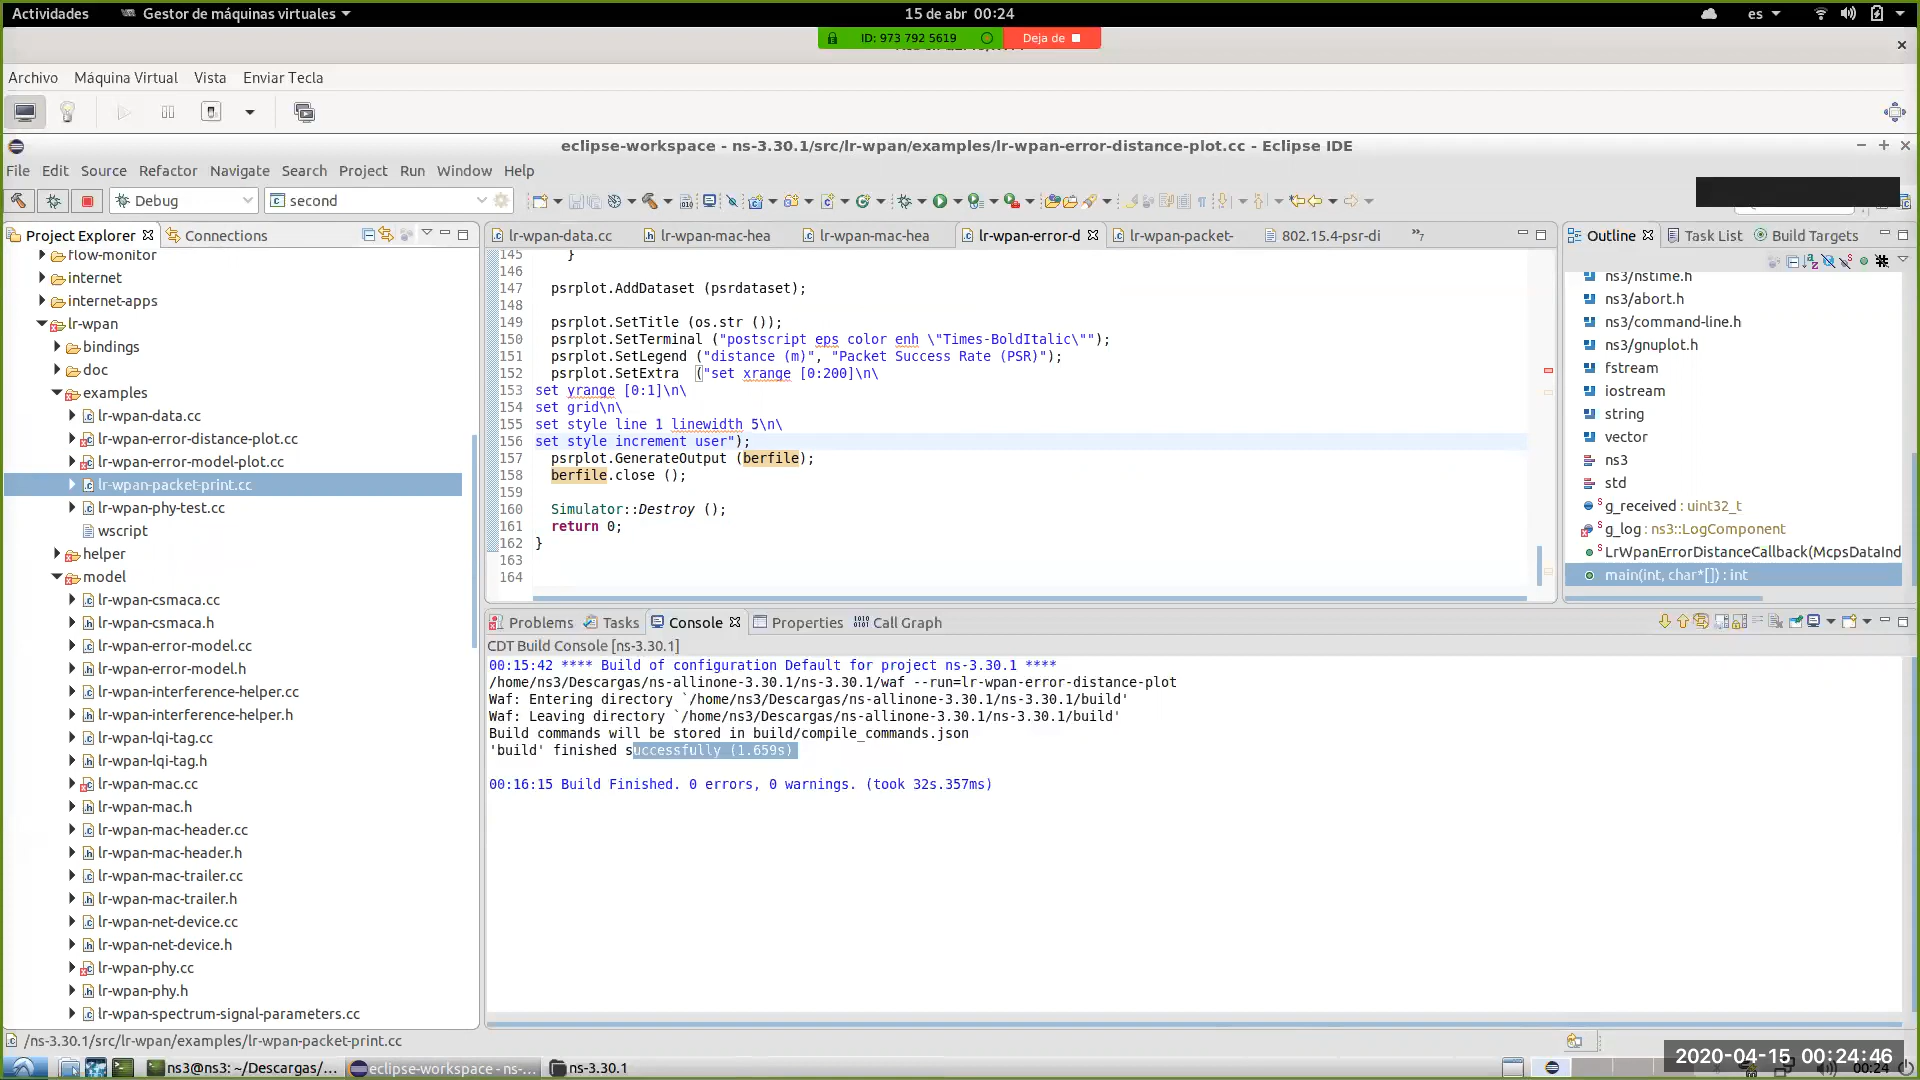 Actividades
Gestor de máquinas virtuales
15 de abr 00:24
es
ID: 973 792 5619
Deja de
Archivo Máquina Virtual Vista Enviar Tecla
eclipse-workspace - ns-3.30.1/src/lr-wpan/examples/lr-wpan-error-distance-plot.cc - Eclipse IDE
File Edit Source Refactor Navigate Search Project Run Window Help
Debug
second
Project Explorer
Connections
flow-monitor
internet
internet-apps
lr-wpan
bindings
doc
examples
lr-wpan-data.cc
lr-wpan-error-distance-plot.cc
lr-wpan-error-model-plot.cc
lr-wpan-packet-print.cc
lr-wpan-phy-test.cc
wscript
helper
model
lr-wpan-csmaca.cc
lr-wpan-csmaca.h
lr-wpan-error-model.cc
lr-wpan-error-model.h
lr-wpan-interference-helper.cc
lr-wpan-interference-helper.h
lr-wpan-lqi-tag.cc
lr-wpan-lqi-tag.h
lr-wpan-mac.cc
lr-wpan-mac.h
lr-wpan-mac-header.cc
lr-wpan-mac-header.h
lr-wpan-mac-trailer.cc
lr-wpan-mac-trailer.h
lr-wpan-net-device.cc
lr-wpan-net-device.h
lr-wpan-phy.cc
lr-wpan-phy.h
lr-wpan-spectrum-signal-parameters.cc
lr-wpan-data.cc lr-wpan-mac-hea lr-wpan-mac-hea lr-wpan-error-d lr-wpan-packet- 802.15.4-psr-di »7
145 }
146
147 psrplot.AddDataset (psrdataset);
148
149 psrplot.SetTitle (os.str ());
150 psrplot.SetTerminal ("postscript eps color enh \"Times-BoldItalic\"");
151 psrplot.SetLegend ("distance (m)", "Packet Success Rate (PSR)");
152 psrplot.SetExtra ("set xrange [0:200]\n\
153 set yrange [0:1]\n\
154 set grid\n\
155 set style line 1 linewidth 5\n\
156 set style increment user");
157 psrplot.GenerateOutput (berfile);
158 berfile.close ();
159
160 Simulator::Destroy ();
161 return 0;
162 }
163
164
Outline Task List Build Targets
ns3/nstime.h
ns3/abort.h
ns3/command-line.h
ns3/gnuplot.h
fstream
iostream
string
vector
ns3
std
g_received : uint32_t
g_log : ns3::LogComponent
LrWpanErrorDistanceCallback(McpsDataInd
main(int, char*[]) : int
Problems Tasks Console Properties Call Graph
CDT Build Console [ns-3.30.1]
00:15:42 **** Build of configuration Default for project ns-3.30.1 ****
/home/ns3/Descargas/ns-allinone-3.30.1/ns-3.30.1/waf --run=lr-wpan-error-distance-plot
Waf: Entering directory `/home/ns3/Descargas/ns-allinone-3.30.1/ns-3.30.1/build'
Waf: Leaving directory `/home/ns3/Descargas/ns-allinone-3.30.1/ns-3.30.1/build'
Build commands will be stored in build/compile_commands.json
'build' finished successfully (1.659s)
00:16:15 Build Finished. 0 errors, 0 warnings. (took 32s.357ms)
/ns-3.30.1/src/lr-wpan/examples/lr-wpan-packet-print.cc
ns3@ns3: ~/Descargas/...
eclipse-workspace - ns-...
ns-3.30.1
2020-04-15 00:24:46
00:24